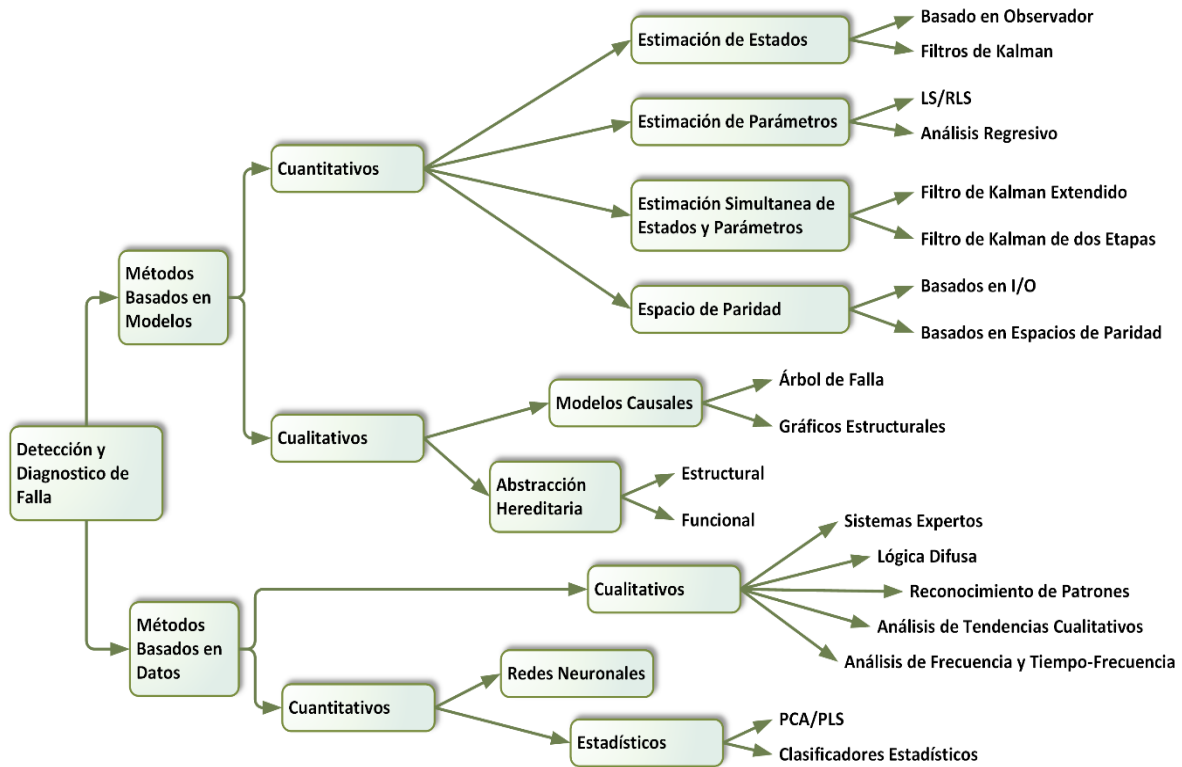 Detección y
Diagnostico de
Falla
Métodos
Basados en
Modelos
Cuantitativos
Estimación de Estados
Basado en Observador
Filtros de Kalman
Estimación de Parámetros
LS/RLS
Análisis Regresivo
Estimación Simultanea de
Estados y Parámetros
Filtro de Kalman Extendido
Filtro de Kalman de dos Etapas
Espacio de Paridad
Basados en I/O
Basados en Espacios de Paridad
Cualitativos
Modelos Causales
Árbol de Falla
Gráficos Estructurales
Abstracción
Hereditaria
Estructural
Funcional
Métodos
Basados en
Datos
Cualitativos
Sistemas Expertos
Lógica Difusa
Reconocimiento de Patrones
Análisis de Tendencias Cualitativos
Análisis de Frecuencia y Tiempo-Frecuencia
Cuantitativos
Redes Neuronales
Estadísticos
PCA/PLS
Clasificadores Estadísticos